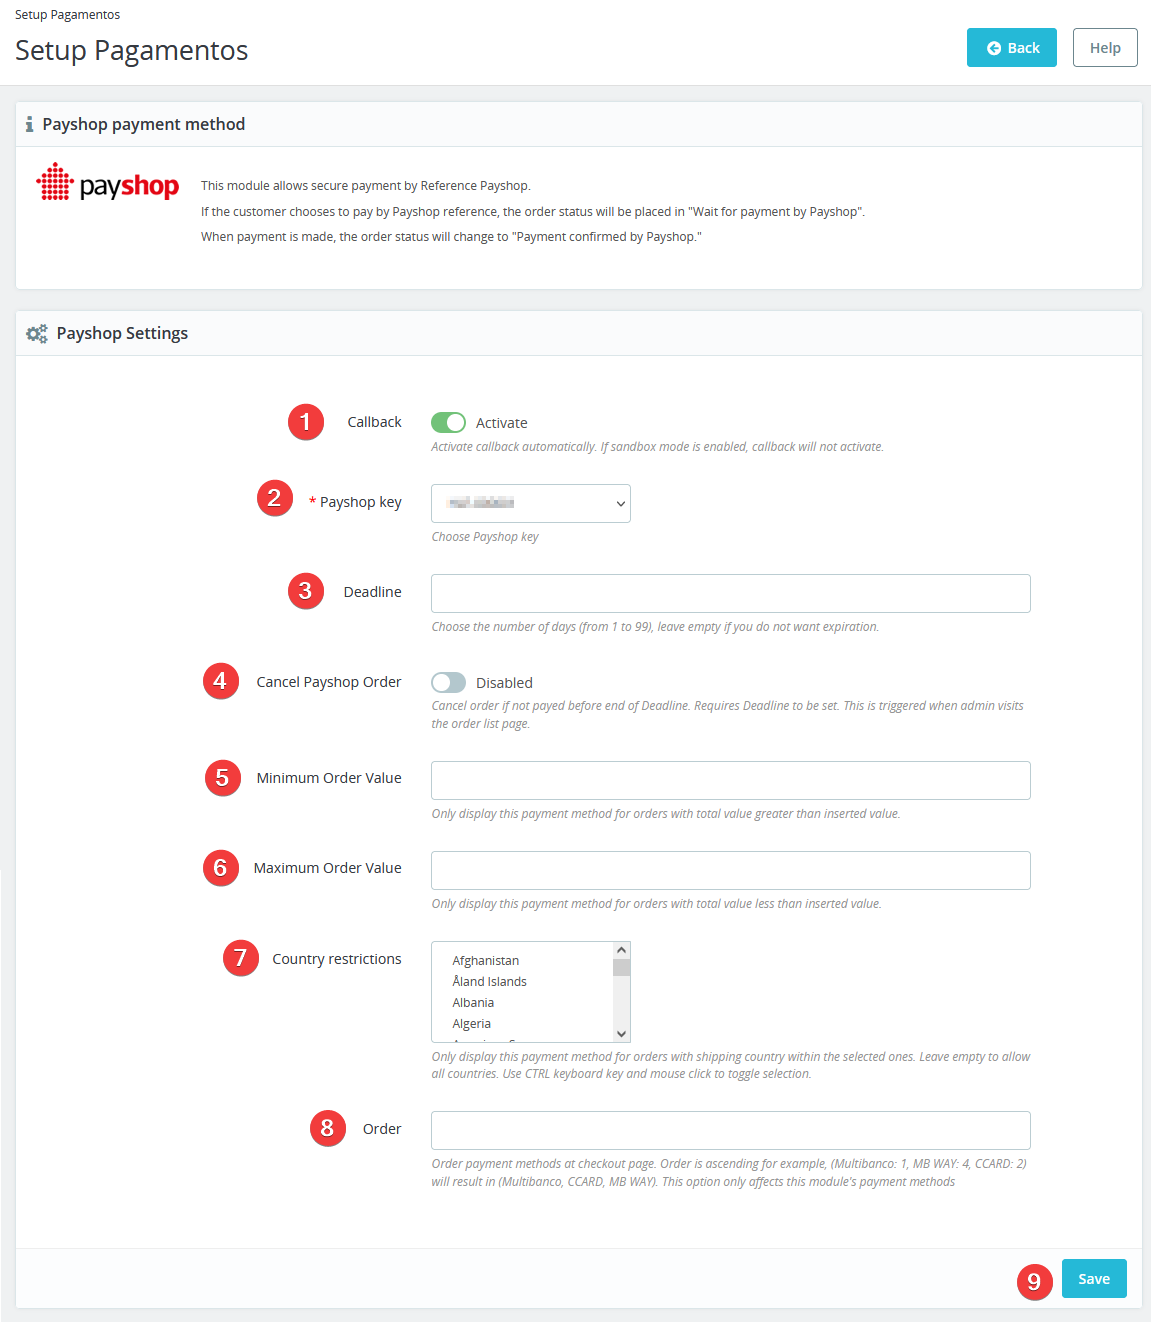 Setup Pagamentos
Setup Pagamentos
Back
Help
Payshop payment method
payshop
This module allows secure payment by Reference Payshop.
If the customer chooses to pay by Payshop reference, the order status will be placed in "Wait for payment by Payshop".
When payment is made, the order status will change to "Payment confirmed by Payshop."
Payshop Settings
1 Callback Activate
Activate callback automatically. If sandbox mode is enabled, callback will not activate.
2 * Payshop key
Choose Payshop key
3 Deadline
Choose the number of days (from 1 to 99), leave empty if you do not want expiration.
4 Cancel Payshop Order Disabled
Cancel order if not payed before end of Deadline. Requires Deadline to be set. This is triggered when admin visits
the order list page.
5 Minimum Order Value
Only display this payment method for orders with total value greater than inserted value.
6 Maximum Order Value
Only display this payment method for orders with total value less than inserted value.
7 Country restrictions
Afghanistan
Åland Islands
Albania
Algeria
Only display this payment method for orders with shipping country within the selected ones. Leave empty to allow
all countries. Use CTRL keyboard key and mouse click to toggle selection.
8 Order
Order payment methods at checkout page. Order is ascending for example, (Multibanco: 1, MB WAY: 4, CCARD: 2)
will result in (Multibanco, CCARD, MB WAY). This option only affects this module's payment methods
9 Save